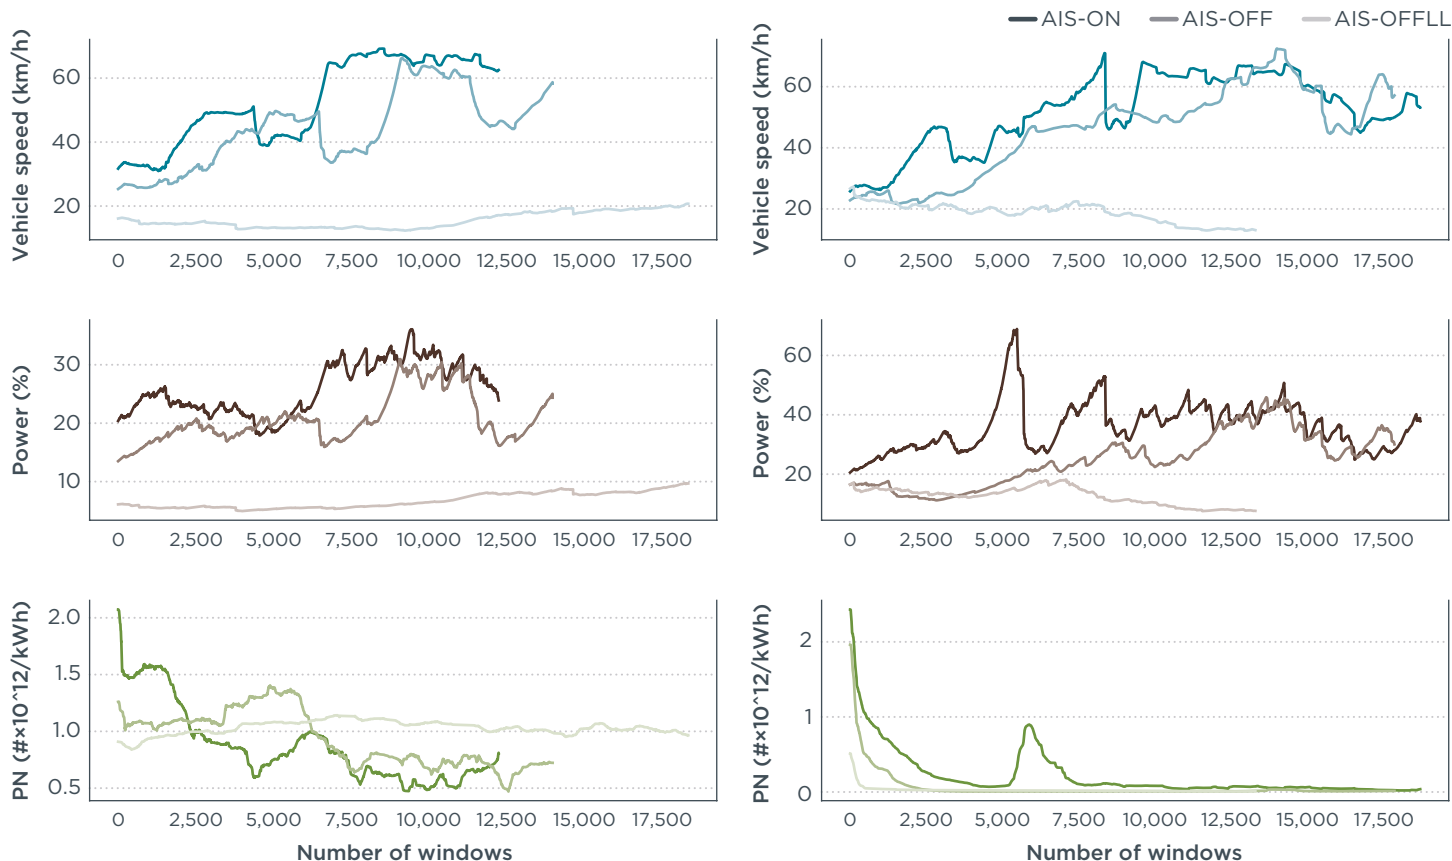 AIS-ON AIS-OFF AIS-OFFLL
Vehicle speed (km/h)
60
40
20
0 2,500 5,000 7,500 10,000 12,500 15,000 17,500
Vehicle speed (km/h)
60
40
20
0 2,500 5,000 7,500 10,000 12,500 15,000 17,500
Power (%)
30
20
10
0 2,500 5,000 7,500 10,000 12,500 15,000 17,500
Power (%)
60
40
20
0 2,500 5,000 7,500 10,000 12,500 15,000 17,500
PN (#×10^12/kWh)
2.0
1.5
1.0
0.5
0 2,500 5,000 7,500 10,000 12,500 15,000 17,500
Number of windows
PN (#×10^12/kWh)
2
1
0
0 2,500 5,000 7,500 10,000 12,500 15,000 17,500
Number of windows